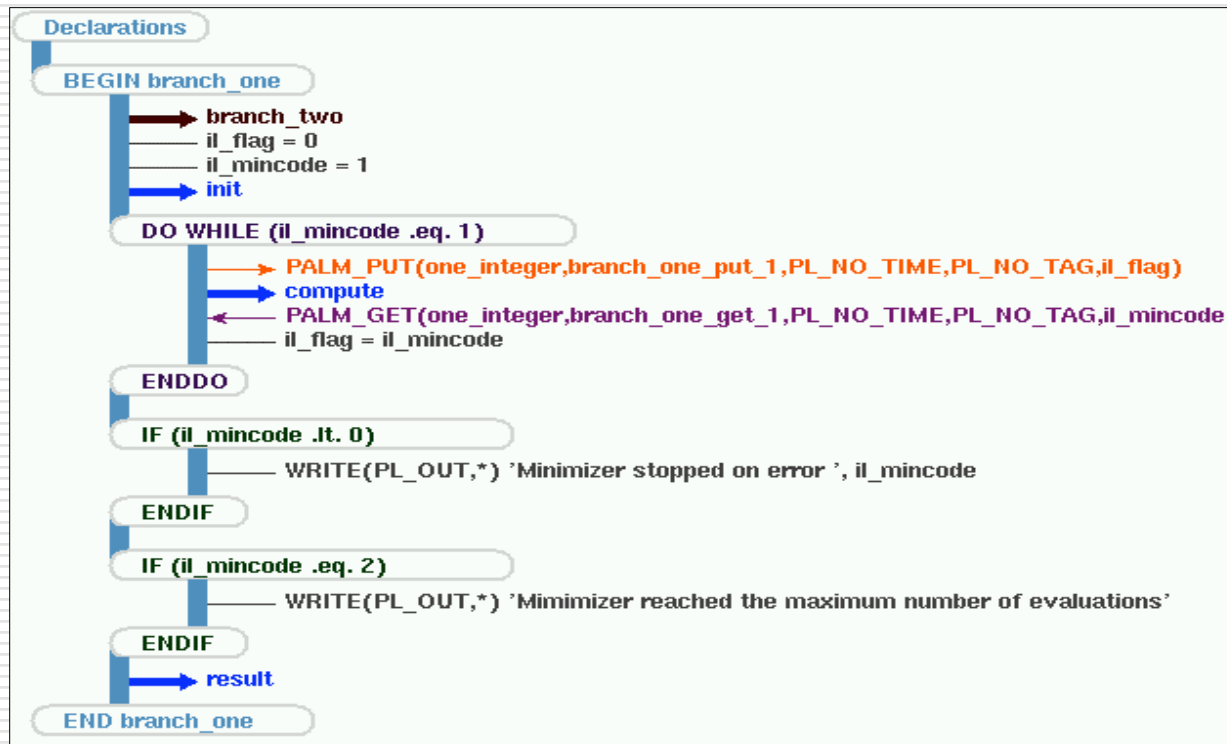 Declarations
BEGIN branch_one
branch_two
il_flag = 0
il_mincode = 1
init
DO WHILE (il_mincode .eq. 1)
PALM_PUT(one_integer,branch_one_put_1,PL_NO_TIME,PL_NO_TAG,il_flag)
compute
PALM_GET(one_integer,branch_one_get_1,PL_NO_TIME,PL_NO_TAG,il_mincode
il_flag = il_mincode
ENDDO
IF (il_mincode .lt. 0)
WRITE(PL_OUT,*) 'Minimizer stopped on error ', il_mincode
ENDIF
IF (il_mincode .eq. 2)
WRITE(PL_OUT,*) 'Mimimizer reached the maximum number of evaluations'
ENDIF
result
END branch_one